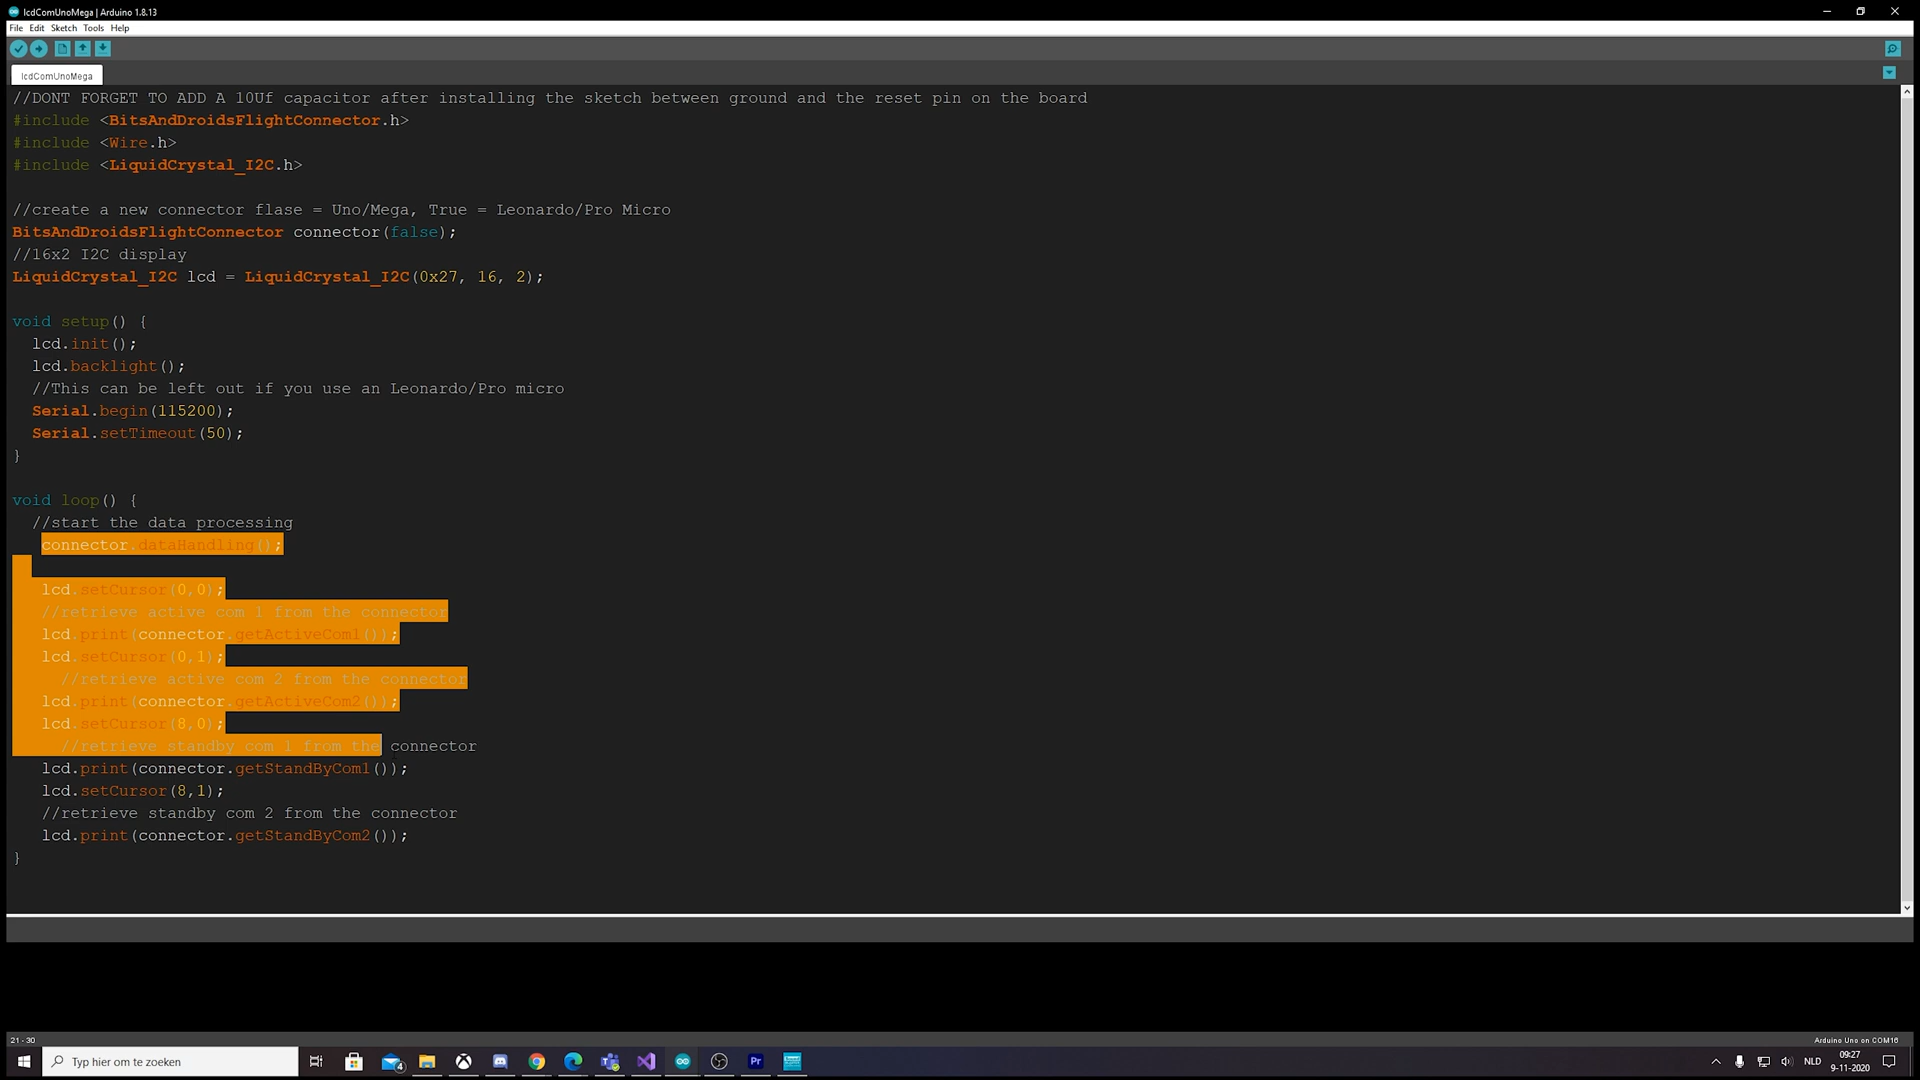 lcdComUnoMega | Arduino 1.8.13
File Edit Sketch Tools Help
lcdComUnoMega
//DONT FORGET TO ADD A 10Uf capacitor after installing the sketch between ground and the reset pin on the board
#include <BitsAndDroidsFlightConnector.h>
#include <Wire.h>
#include <LiquidCrystal_I2C.h>
//create a new connector flase = Uno/Mega, True = Leonardo/Pro Micro
BitsAndDroidsFlightConnector connector(false);
//16x2 I2C display
LiquidCrystal_I2C lcd = LiquidCrystal_I2C(0x27, 16, 2);
void setup() {
lcd.init();
lcd.backlight();
//This can be left out if you use an Leonardo/Pro micro
Serial.begin(115200);
Serial.setTimeout(50);
}
void loop() {
//start the data processing
connector.dataHandling();
lcd.setCursor(0,0);
//retrieve active com 1 from the connector
lcd.print(connector.getActiveCom1());
lcd.setCursor(0,1);
//retrieve active com 2 from the connector
lcd.print(connector.getActiveCom2());
lcd.setCursor(8,0);
//retrieve standby com 1 from the connector
lcd.print(connector.getStandByCom1());
lcd.setCursor(8,1);
//retrieve standby com 2 from the connector
lcd.print(connector.getStandByCom2());
}
21 - 30
Arduino Uno on COM16
Typ hier om te zoeken
4
Pr
NLD
09:27
9-11-2020